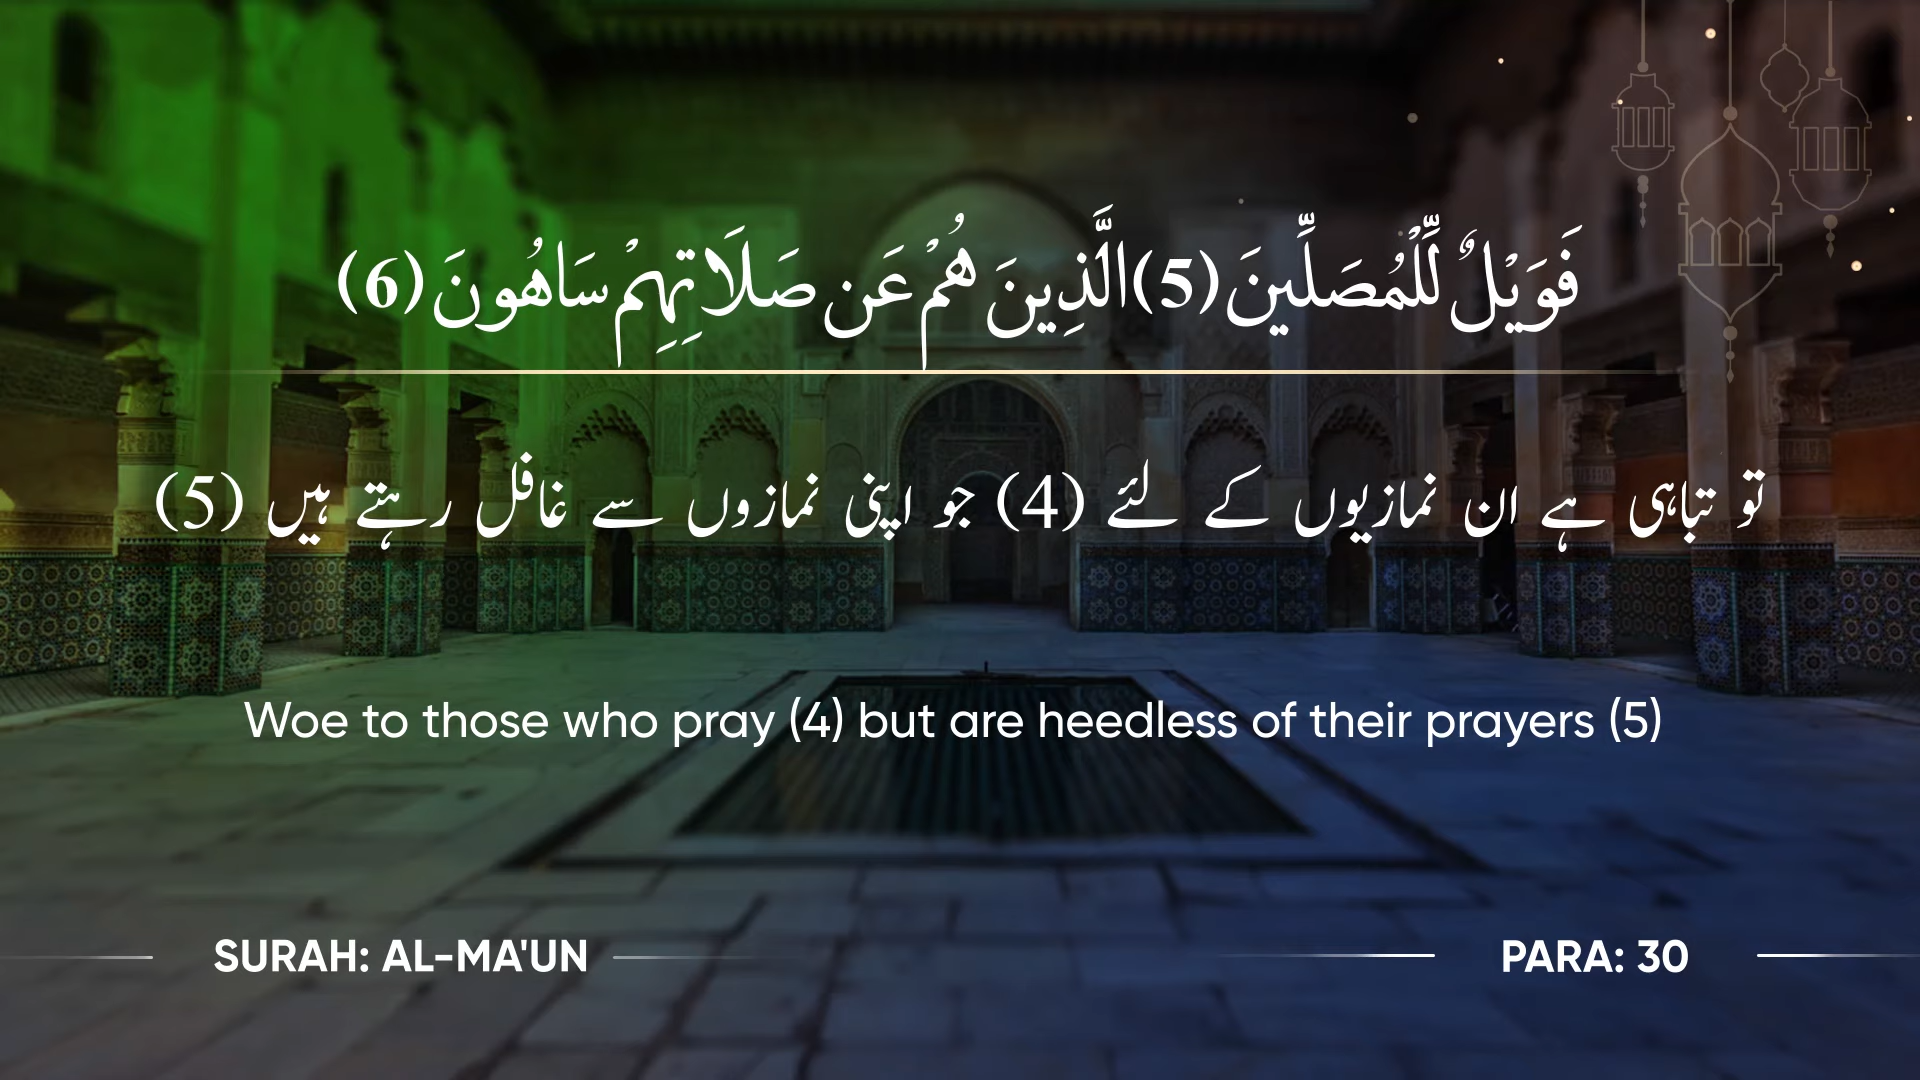 فَوَيْلٌ لِّلْمُصَلِّينَ(5)الَّذِينَ هُمْ عَن صَلَاتِهِمْ سَاهُونَ(6)
تو تباہی ہے ان نمازیوں کے لئے (4) جو اپنی نمازوں سے غافل رہتے ہیں (5)
Woe to those who pray (4) but are heedless of their prayers (5)
SURAH: AL-MA'UN
PARA: 30